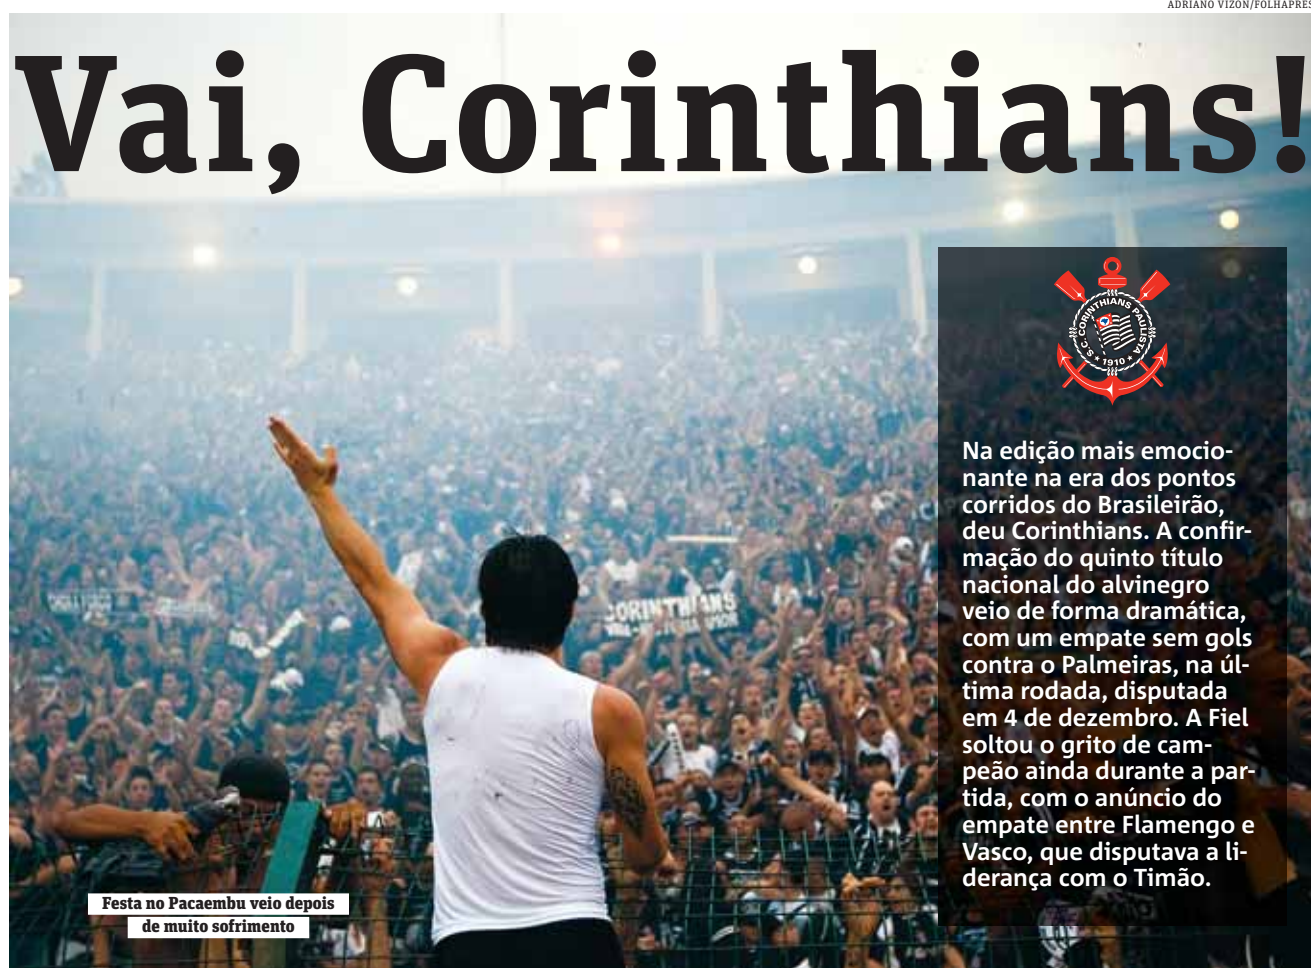 ADRIANO VIZON/FOLHAPRES
Vai, Corinthians!
S.C. CORINTHIANS PAULISTA
1910
Na edição mais emocio-
nante na era dos pontos
corridos do Brasileirão,
deu Corinthians. A confir-
mação do quinto título
nacional do alvinegro
veio de forma dramática,
com um empate sem gols
contra o Palmeiras, na úl-
tima rodada, disputada
em 4 de dezembro. A Fiel
soltou o grito de cam-
peão ainda durante a par-
tida, com o anúncio do
empate entre Flamengo e
Vasco, que disputava a li-
derança com o Timão.
CORINTHIANS
Festa no Pacaembu veio depois
de muito sofrimento